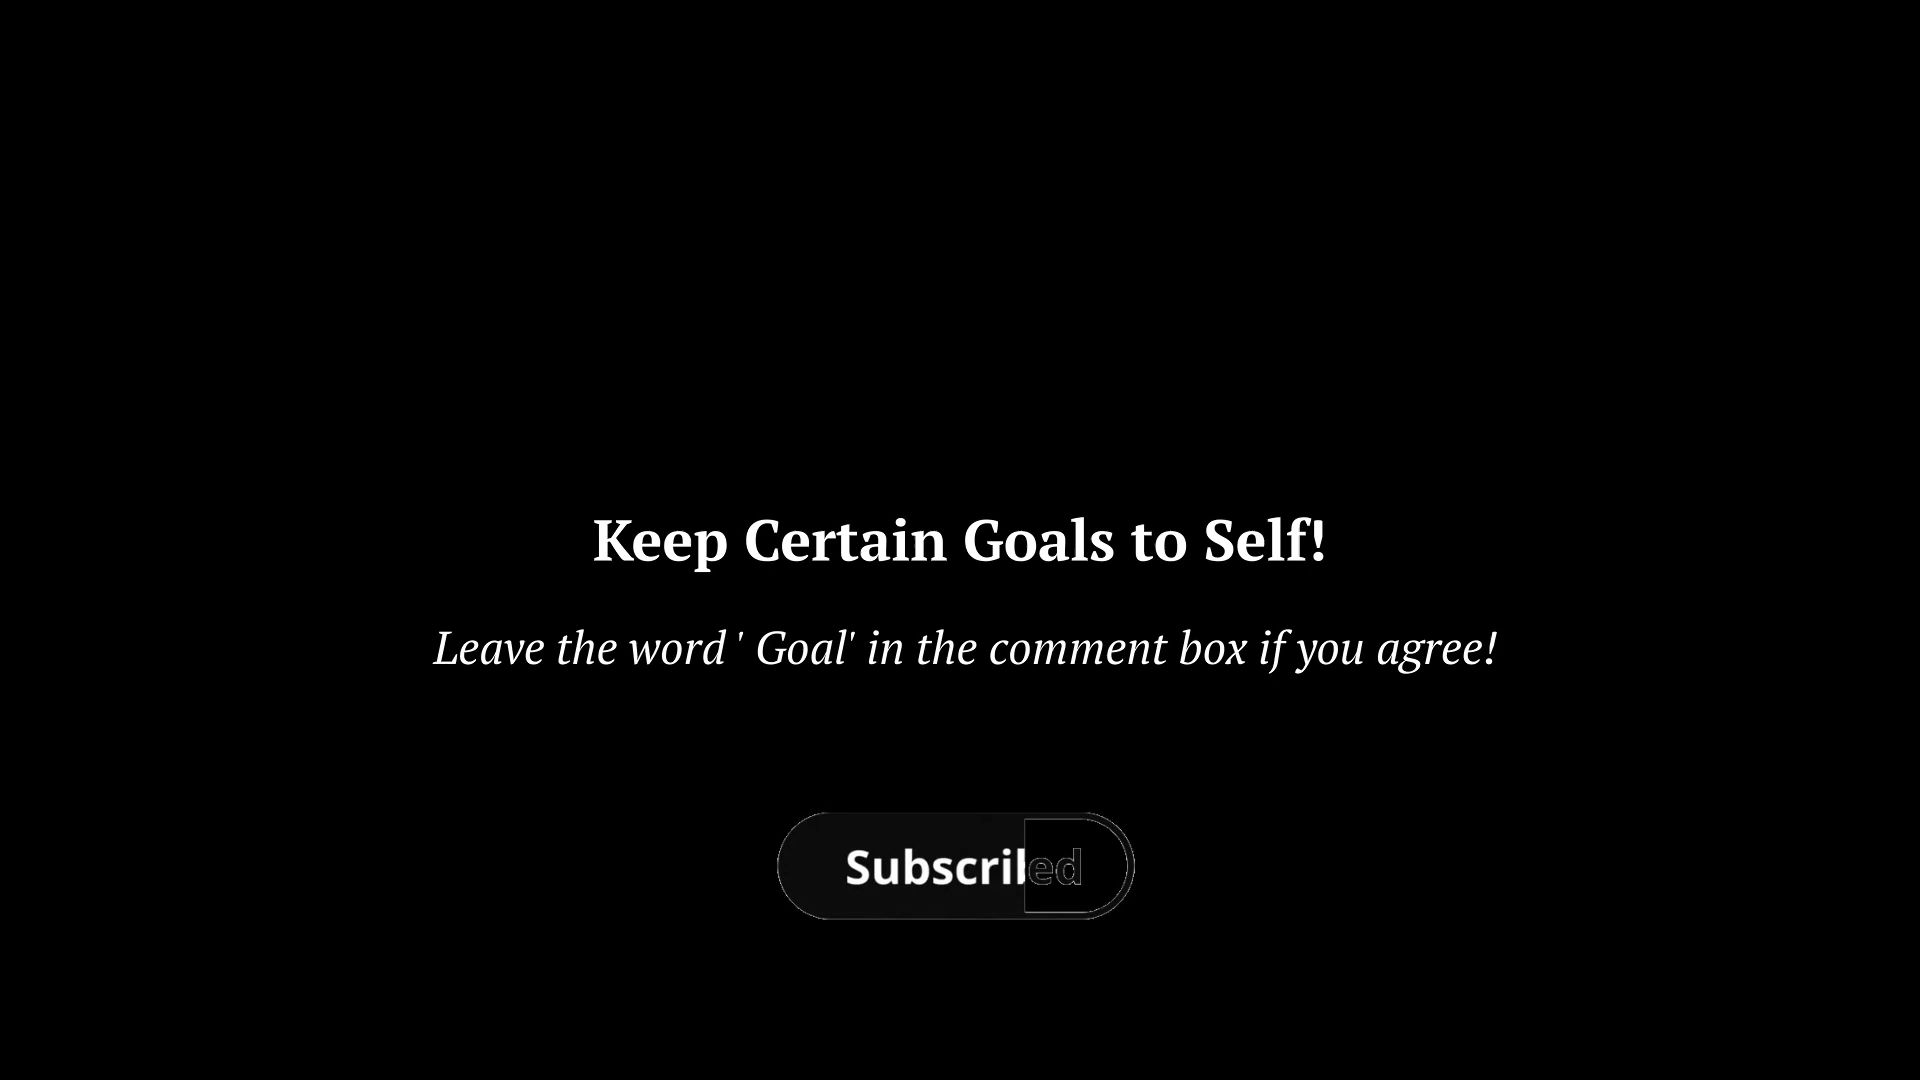 Keep Certain Goals to Self!
Leave the word ' Goal' in the comment box if you agree!
Subscribed